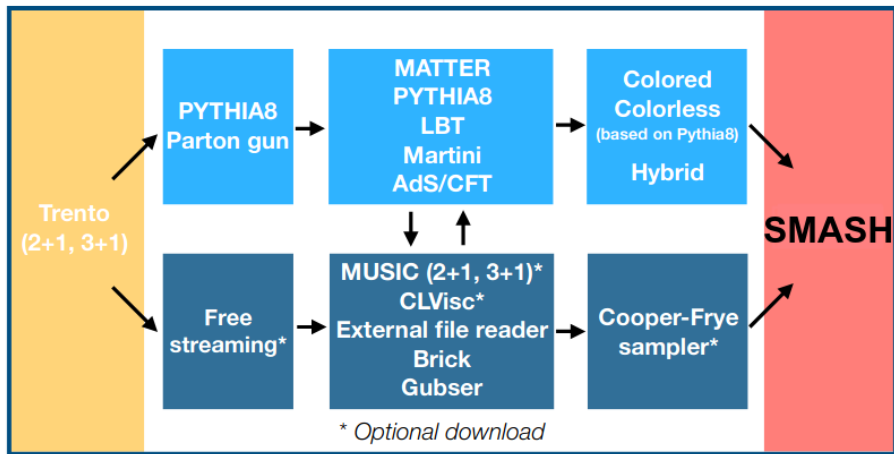 Trento
(2+1, 3+1)
PYTHIA8
Parton gun
MATTER
PYTHIA8
LBT
Martini
AdS/CFT
Colored
Colorless
(based on Pythia8)
Hybrid
Free
streaming*
MUSIC (2+1, 3+1)*
CLVisc*
External file reader
Brick
Gubser
Cooper-Frye
sampler*
SMASH
* Optional download